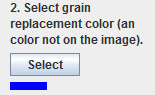 2. Select grain
replacement color (an
color not on the image).
Select